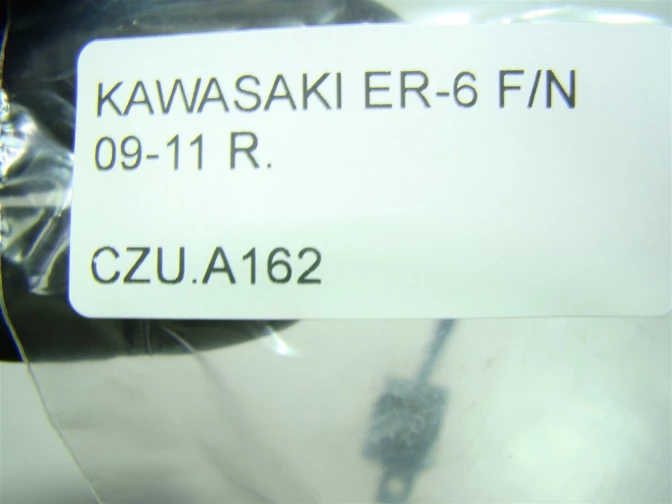 KAWASAKI ER-6 F/N
09-11 R.
CZU.A162